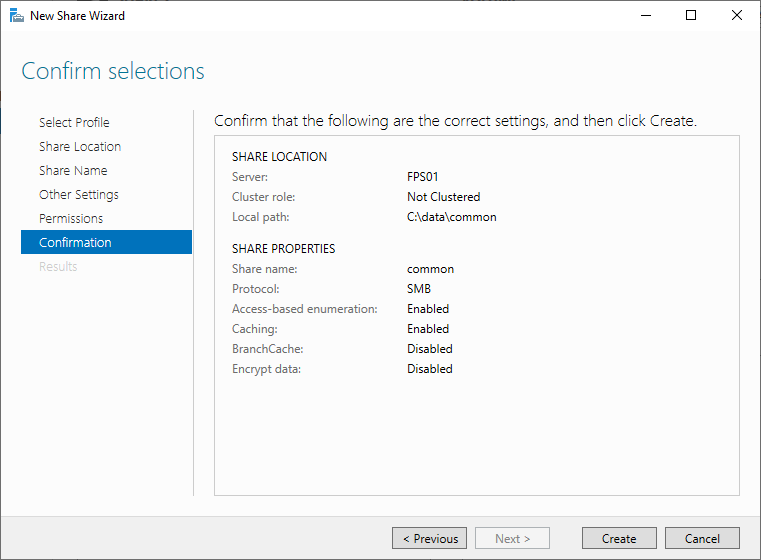 New Share Wizard
Confirm selections
Select Profile
Share Location
Share Name
Other Settings
Permissions
Confirmation
Results
Confirm that the following are the correct settings, and then click Create.
SHARE LOCATION
Server: FPS01
Cluster role: Not Clustered
Local path: C:\data\common
SHARE PROPERTIES
Share name: common
Protocol: SMB
Access-based enumeration: Enabled
Caching: Enabled
BranchCache: Disabled
Encrypt data: Disabled
< Previous Next > Create Cancel